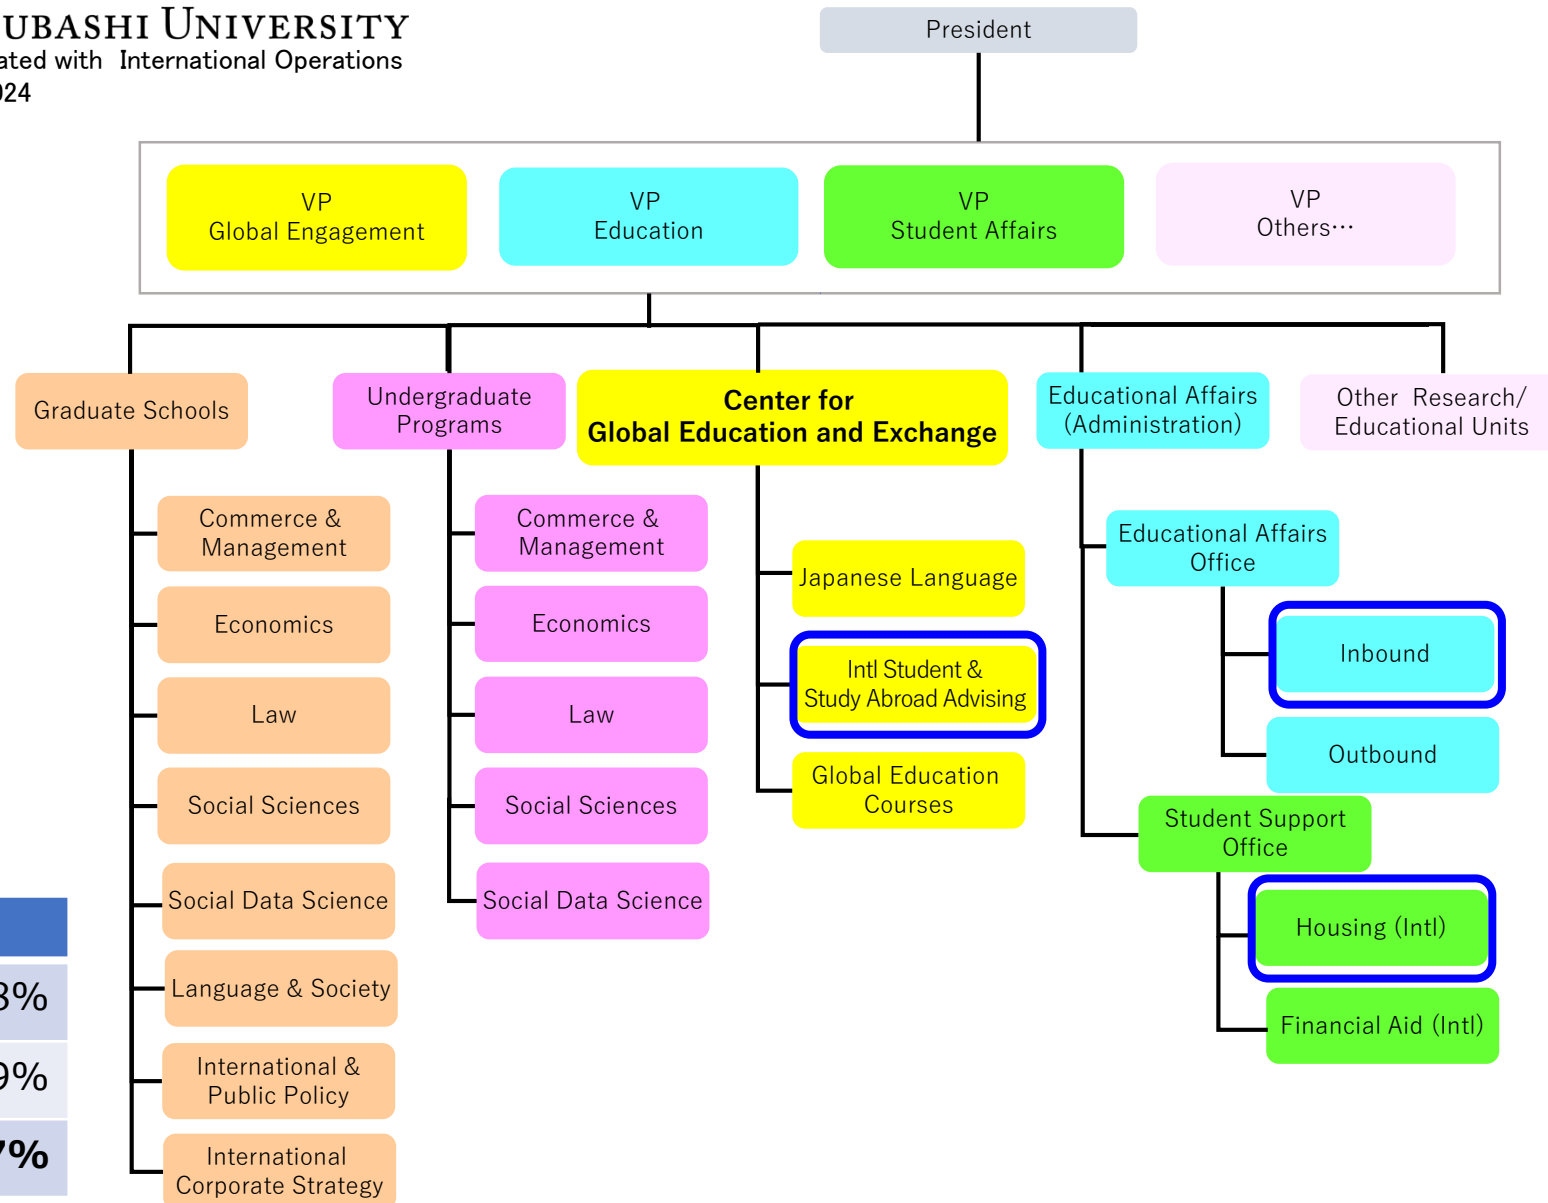 UBASHI UNIVERSITY
ated with International Operations
024
President
VP
Global Engagement
VP
Education
VP
Student Affairs
VP
Others…
Graduate Schools
Undergraduate
Programs
Center for
Global Education and Exchange
Educational Affairs
(Administration)
Other Research/
Educational Units
Commerce &
Management
Economics
Law
Social Sciences
Social Data Science
Language & Society
International &
Public Policy
International
Corporate Strategy
Commerce &
Management
Economics
Law
Social Sciences
Social Data Science
Japanese Language
Intl Student &
Study Abroad Advising
Global Education
Courses
Educational Affairs
Office
Inbound
Outbound
Student Support
Office
Housing (Intl)
Financial Aid (Intl)
8%
9%
7%